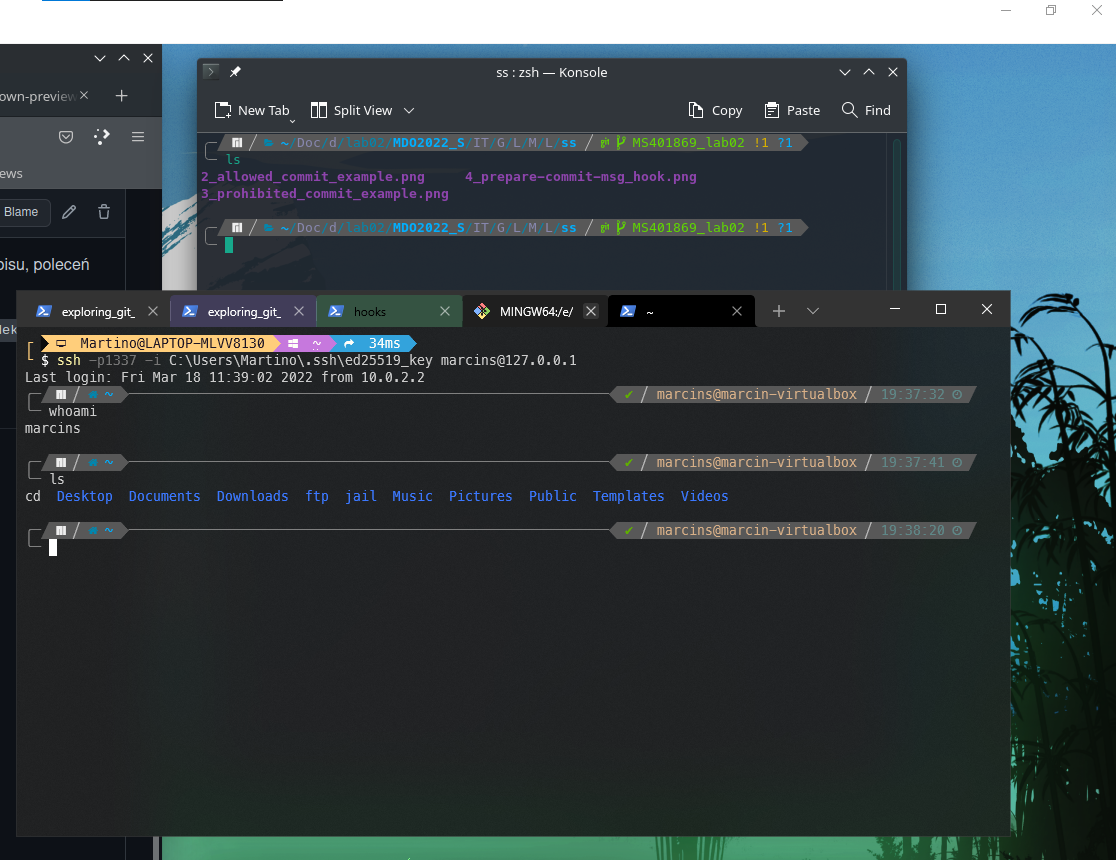 ss : zsh — Konsole
own-preview
New Tab
Split View
Copy
Paste
Find
ews
~/Doc/d/lab02/MDO2022_S/IT/G/L/M/L/ss / MS401869_lab02 !1 ?1
ls
2_allowed_commit_example.png 4_prepare-commit-msg_hook.png
3_prohibited_commit_example.png
Blame
~/Doc/d/lab02/MDO2022_S/IT/G/L/M/L/ss / MS401869_lab02 !1 ?1
pisu, poleceń
lek
exploring_git_
exploring_git_
hooks
MINGW64:/e/
~
Martino@LAPTOP-MLVV8130 ~ 34ms
$ ssh -p1337 -i C:\Users\Martino\.ssh\ed25519_key marcins@127.0.0.1
Last login: Fri Mar 18 11:39:02 2022 from 10.0.2.2
/ ~ ✔ / marcins@marcin-virtualbox / 19:37:32
whoami
marcins
/ ~ ✔ / marcins@marcin-virtualbox / 19:37:41
ls
cd Desktop Documents Downloads ftp jail Music Pictures Public Templates Videos
/ ~ ✔ / marcins@marcin-virtualbox / 19:38:20